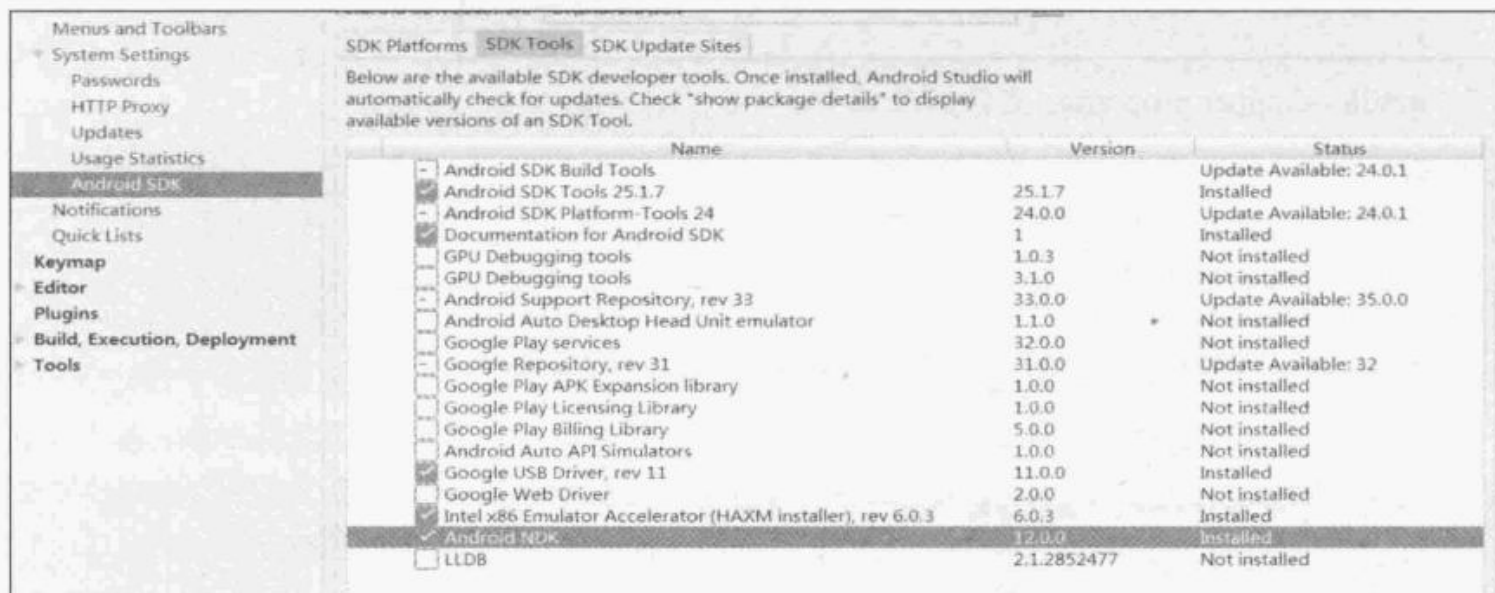 Menus and Toolbars
System Settings
Passwords
HTTP Proxy
Updates
Usage Statistics
Android SDK
Notifications
Quick Lists
Keymap
Editor
Plugins
Build, Execution, Deployment
Tools
SDK Platforms SDK Tools SDK Update Sites
Below are the available SDK developer tools. Once installed, Android Studio will
automatically check for updates. Check "show package details" to display
available versions of an SDK Tool.
Name Version Status
Android SDK Build Tools Update Available: 24.0.1
Android SDK Tools 25.1.7 25.1.7 Installed
Android SDK Platform-Tools 24 24.0.0 Update Available: 24.0.1
Documentation for Android SDK 1 Installed
GPU Debugging tools 1.0.3 Not installed
GPU Debugging tools 3.1.0 Not installed
Android Support Repository, rev 33 33.0.0 Update Available: 35.0.0
Android Auto Desktop Head Unit emulator 1.1.0 Not installed
Google Play services 32.0.0 Not installed
Google Repository, rev 31 31.0.0 Update Available: 32
Google Play APK Expansion library 1.0.0 Not installed
Google Play Licensing Library 1.0.0 Not installed
Google Play Billing Library 5.0.0 Not installed
Android Auto API Simulators 1.0.0 Not installed
Google USB Driver, rev 11 11.0.0 Installed
Google Web Driver 2.0.0 Not installed
Intel x86 Emulator Accelerator (HAXM installer), rev 6.0.3 6.0.3 Installed
Android NDK 12.0.0 Installed
LLDB 2.1.2852477 Not installed